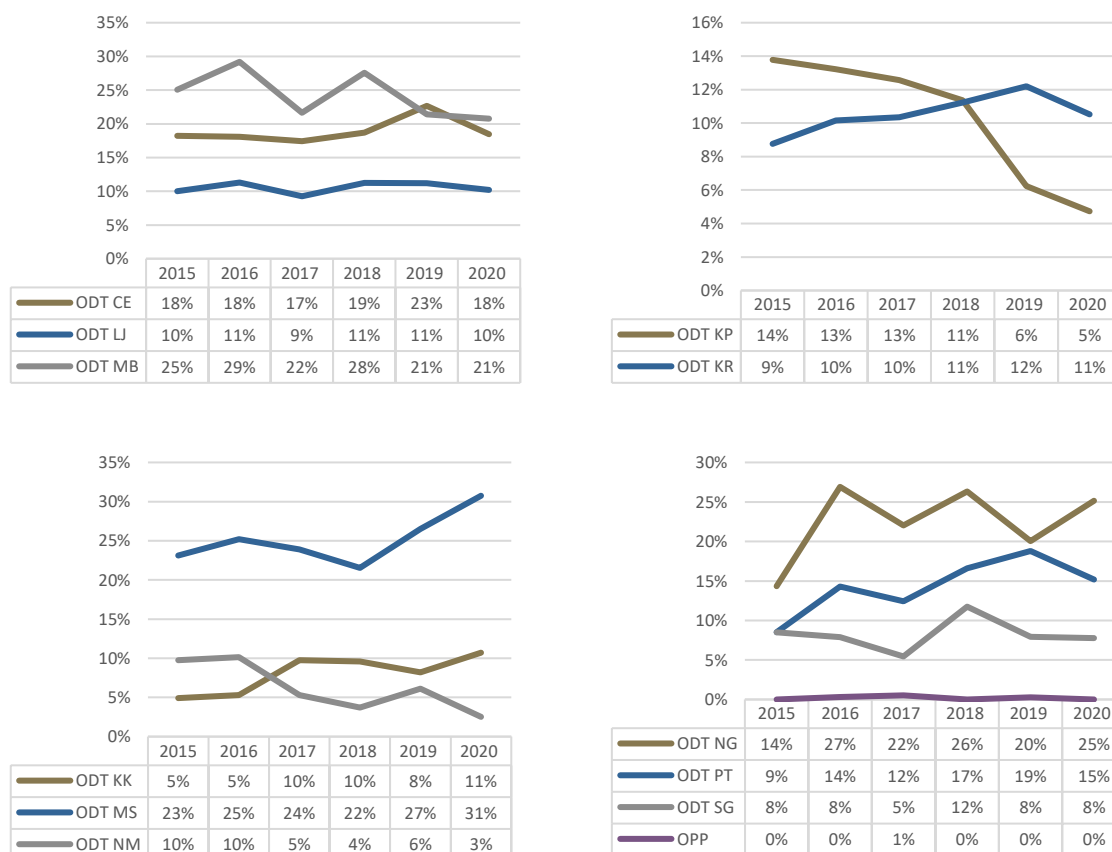 35%
30%
25%
20%
15%
10%
5%
0%
2015 2016 2017 2018 2019 2020
ODT CE 18% 18% 17% 19% 23% 18%
ODT LJ 10% 11% 9% 11% 11% 10%
ODT MB 25% 29% 22% 28% 21% 21%
16%
14%
12%
10%
8%
6%
4%
2%
0%
2015 2016 2017 2018 2019 2020
ODT KP 14% 13% 13% 11% 6% 5%
ODT KR 9% 10% 10% 11% 12% 11%
35%
30%
25%
20%
15%
10%
5%
0%
2015 2016 2017 2018 2019 2020
ODT KK 5% 5% 10% 10% 8% 11%
ODT MS 23% 25% 24% 22% 27% 31%
ODT NM 10% 10% 5% 4% 6% 3%
30%
25%
20%
15%
10%
5%
0%
2015 2016 2017 2018 2019 2020
ODT NG 14% 27% 22% 26% 20% 25%
ODT PT 9% 14% 12% 17% 19% 15%
ODT SG 8% 8% 5% 12% 8% 8%
OPP 0% 0% 1% 0% 0% 0%